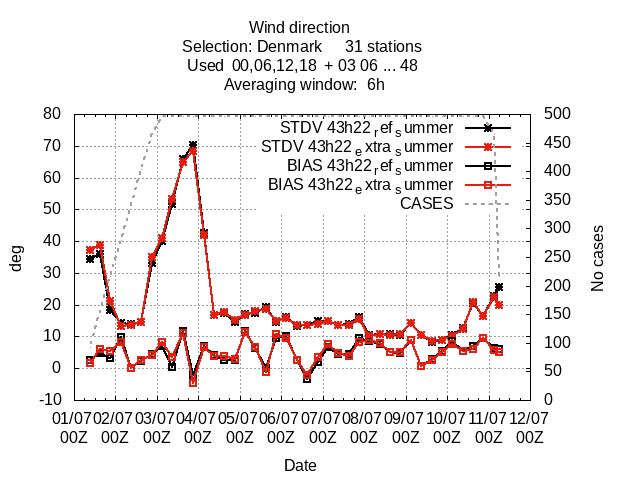 Wind direction
Selection: Denmark 31 stations
Used 00,06,12,18 + 03 06 ... 48
Averaging window: 6h
80 500
STDV 43h22refsummer
70 450
STDV 43h22extrasummer
60 400
BIAS 43h22refsummer
350
BIAS 43h22extrasummer
50 300
CASES
40 250
deg No cases
30 200
20 150
10 100
0 50
-10 0
01/07 02/07 03/07 04/07 05/07 06/07 07/07 08/07 09/07 10/07 11/07 12/07
00Z 00Z 00Z 00Z 00Z 00Z 00Z 00Z 00Z 00Z 00Z 00Z
Date